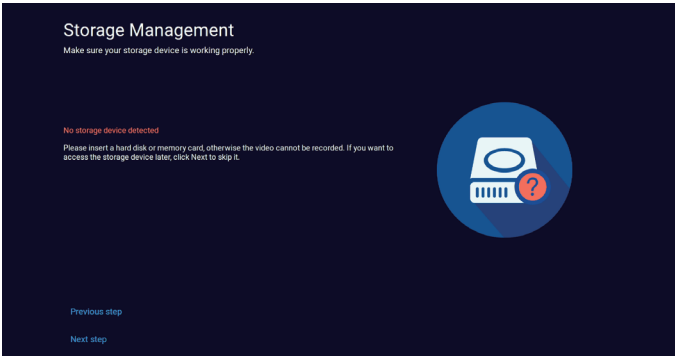 Storage Management
Make sure your storage device is working properly.
No storage device detected
Please insert a hard disk or memory card, otherwise the video cannot be recorded. If you want to
access the storage device later, click Next to skip it.
?
Previous step
Next step